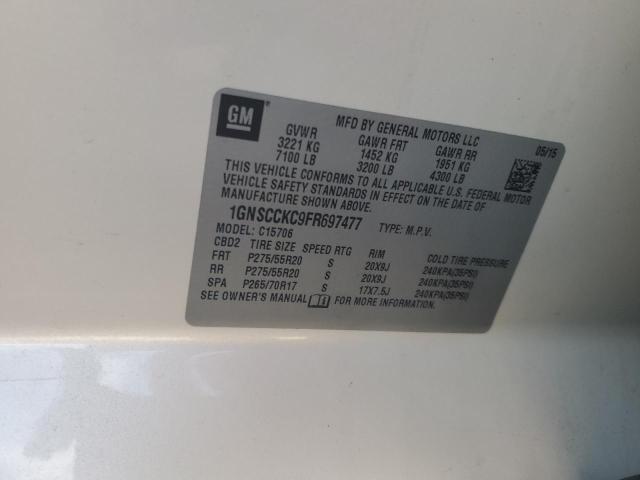 GM
MFD BY GENERAL MOTORS LLC 05/15
GVWR GAWR FRT GAWR RR
3221 KG 1452 KG 1951 KG
7100 LB 3200 LB 4300 LB
THIS VEHICLE CONFORMS TO ALL APPLICABLE U.S. FEDERAL MOTOR
VEHICLE SAFETY STANDARDS IN EFFECT ON THE DATE OF
MANUFACTURE SHOWN ABOVE.
1GNSCCKC9FR697477 TYPE: M.P.V.
MODEL: C15706
CBD2 TIRE SIZE SPEED RTG RIM COLD TIRE PRESSURE
FRT P275/55R20 S 20X9J 240KPA(35PSI)
RR P275/55R20 S 20X9J 240KPA(35PSI)
SPA P265/70R17 S 17X7.5J 240KPA(35PSI)
SEE OWNER'S MANUAL FOR MORE INFORMATION.